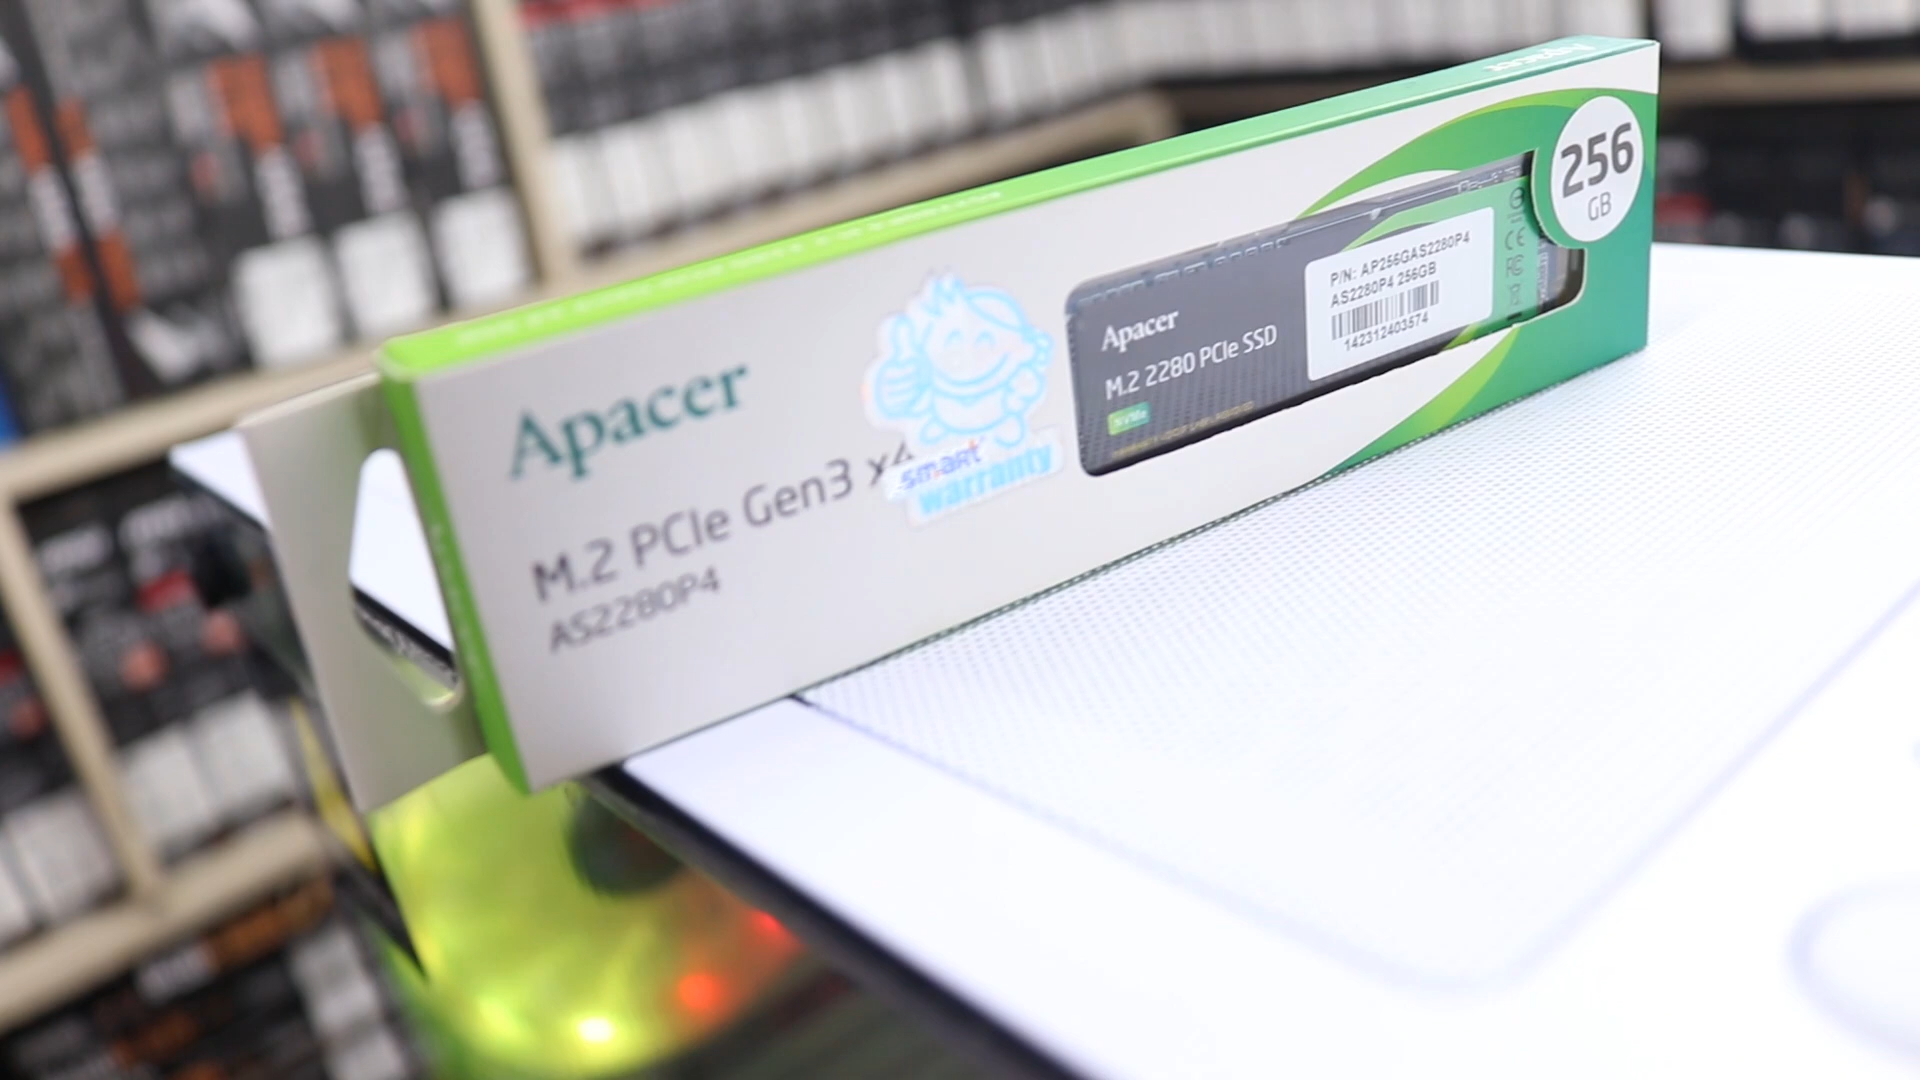 Apacer
Apacer
M.2 PCIe Gen3 x4
AS2280P4
smart
warranty
Apacer
M.2 2280 PCIe SSD
NVMe
P/N: AP256GAS2280P4
AS2280P4 256GB
142312403574
256
GB